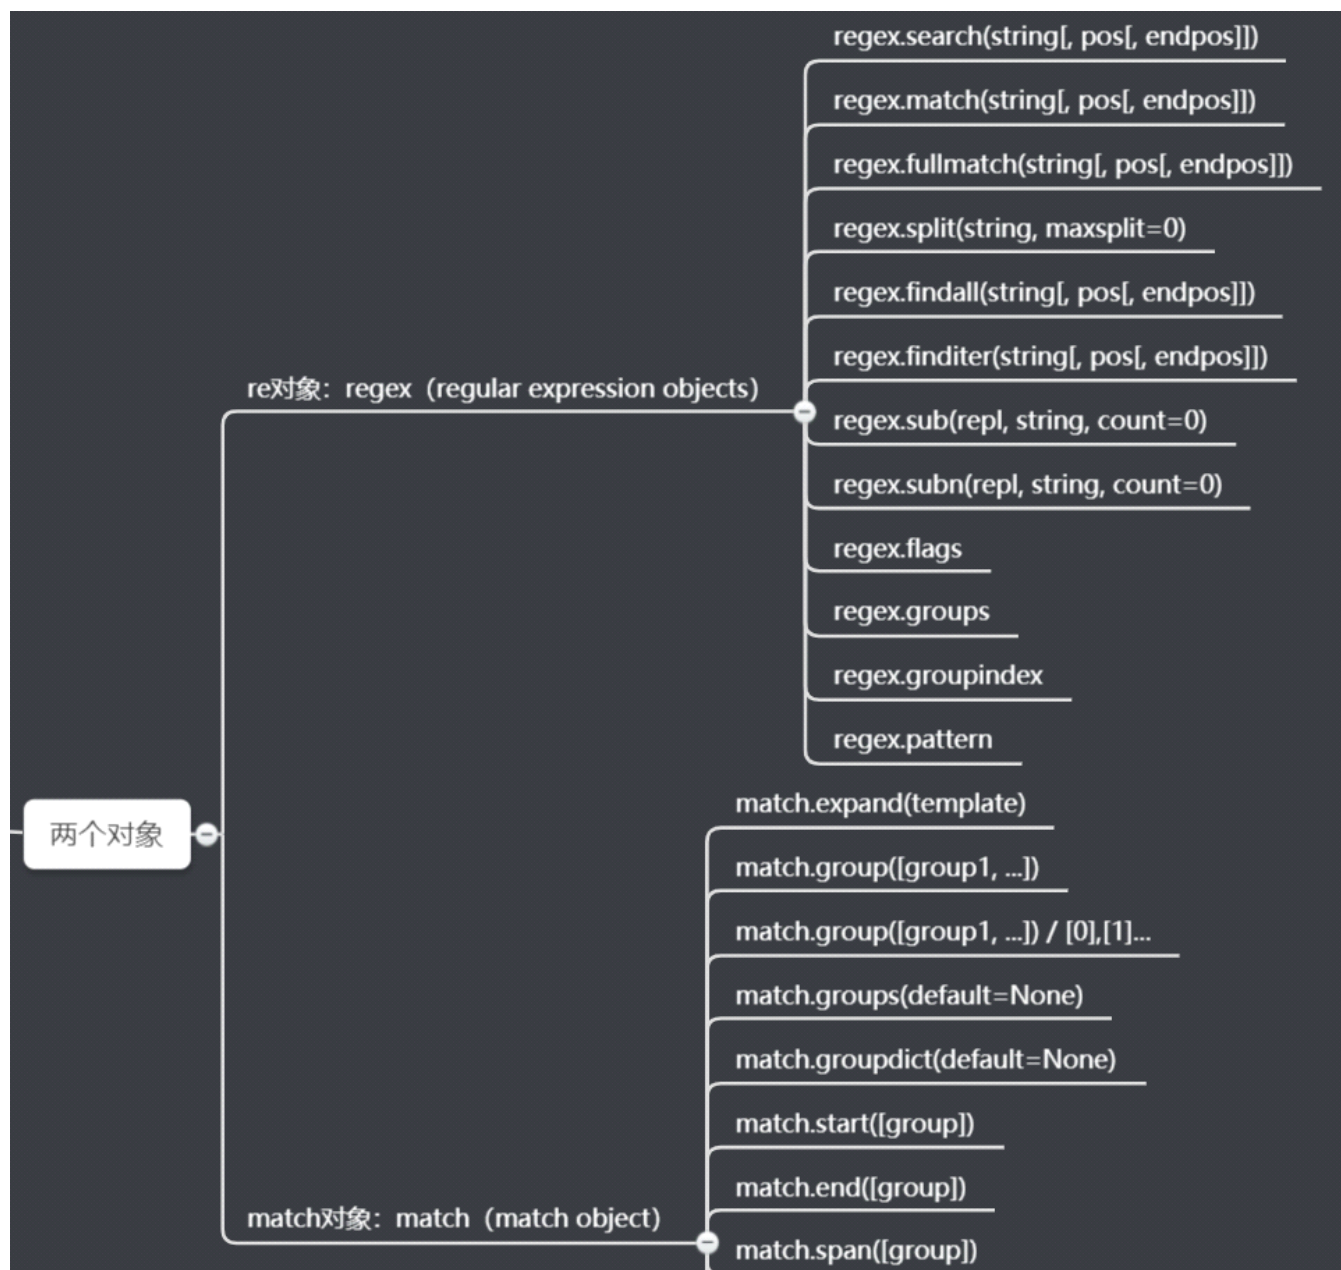 regex.search(string[, pos[, endpos]])
regex.match(string[, pos[, endpos]])
regex.fullmatch(string[, pos[, endpos]])
regex.split(string, maxsplit=0)
regex.findall(string[, pos[, endpos]])
regex.finditer(string[, pos[, endpos]])
re对象：regex（regular expression objects）
regex.sub(repl, string, count=0)
regex.subn(repl, string, count=0)
regex.flags
regex.groups
regex.groupindex
regex.pattern
两个对象
match.expand(template)
match.group([group1, ...])
match.group([group1, ...]) / [0],[1]...
match.groups(default=None)
match.groupdict(default=None)
match.start([group])
match.end([group])
match对象：match（match object）
match.span([group])